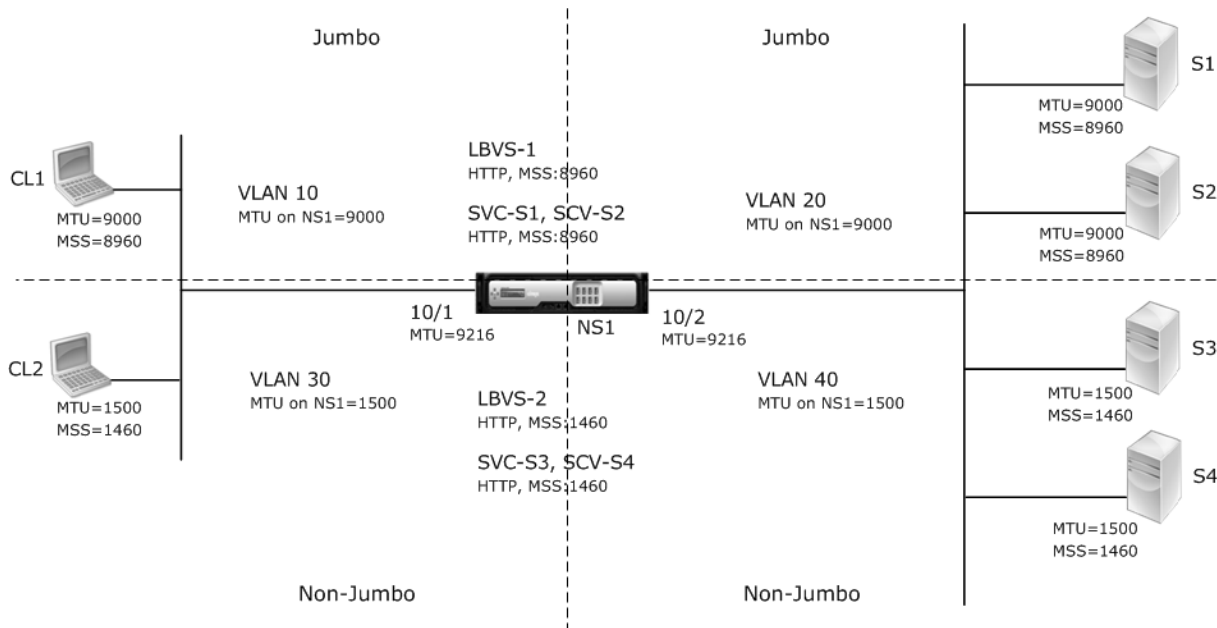 Jumbo
Jumbo
S1
MTU=9000
MSS=8960
LBVS-1
HTTP, MSS:8960
CL1
MTU=9000
MSS=8960
VLAN 10
MTU on NS1=9000
SVC-S1, SCV-S2
HTTP, MSS:8960
VLAN 20
MTU on NS1=9000
S2
MTU=9000
MSS=8960
10/1
MTU=9216
NS1
10/2
MTU=9216
S3
MTU=1500
MSS=1460
CL2
MTU=1500
MSS=1460
VLAN 30
MTU on NS1=1500
LBVS-2
HTTP, MSS:1460
VLAN 40
MTU on NS1=1500
SVC-S3, SCV-S4
HTTP, MSS:1460
S4
MTU=1500
MSS=1460
Non-Jumbo
Non-Jumbo